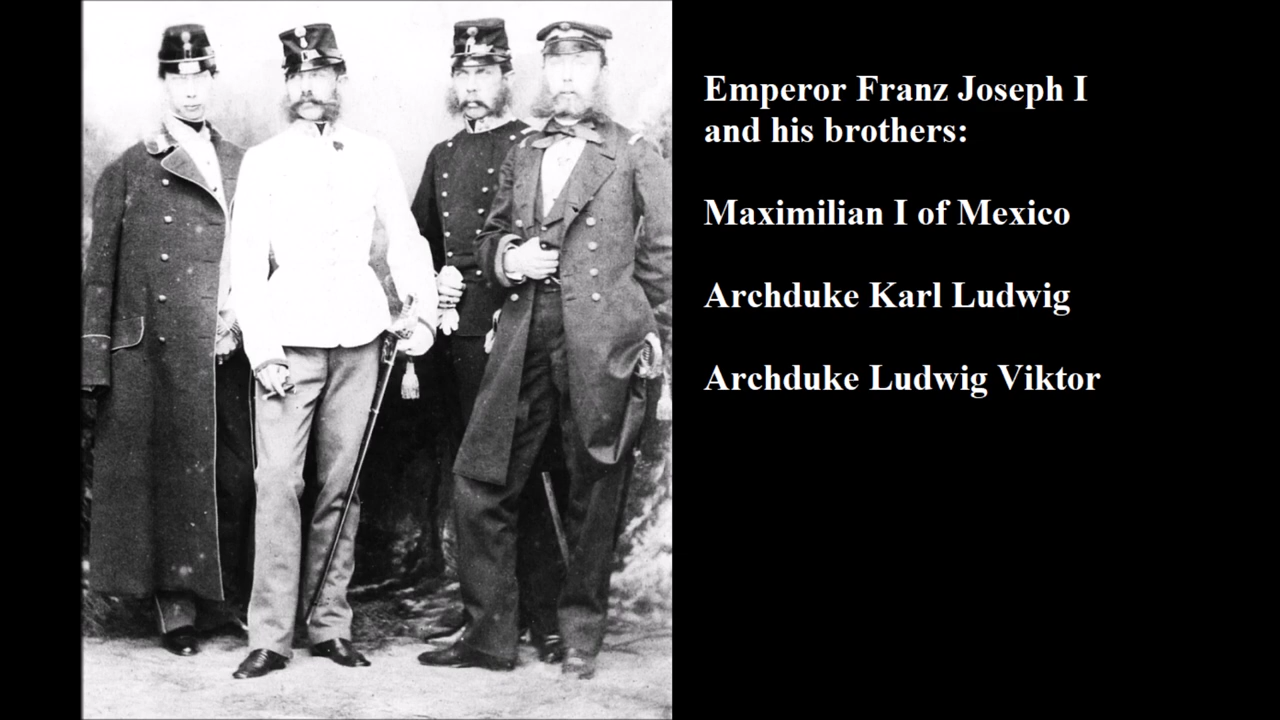 Emperor Franz Joseph I
and his brothers:
Maximilian I of Mexico
Archduke Karl Ludwig
Archduke Ludwig Viktor